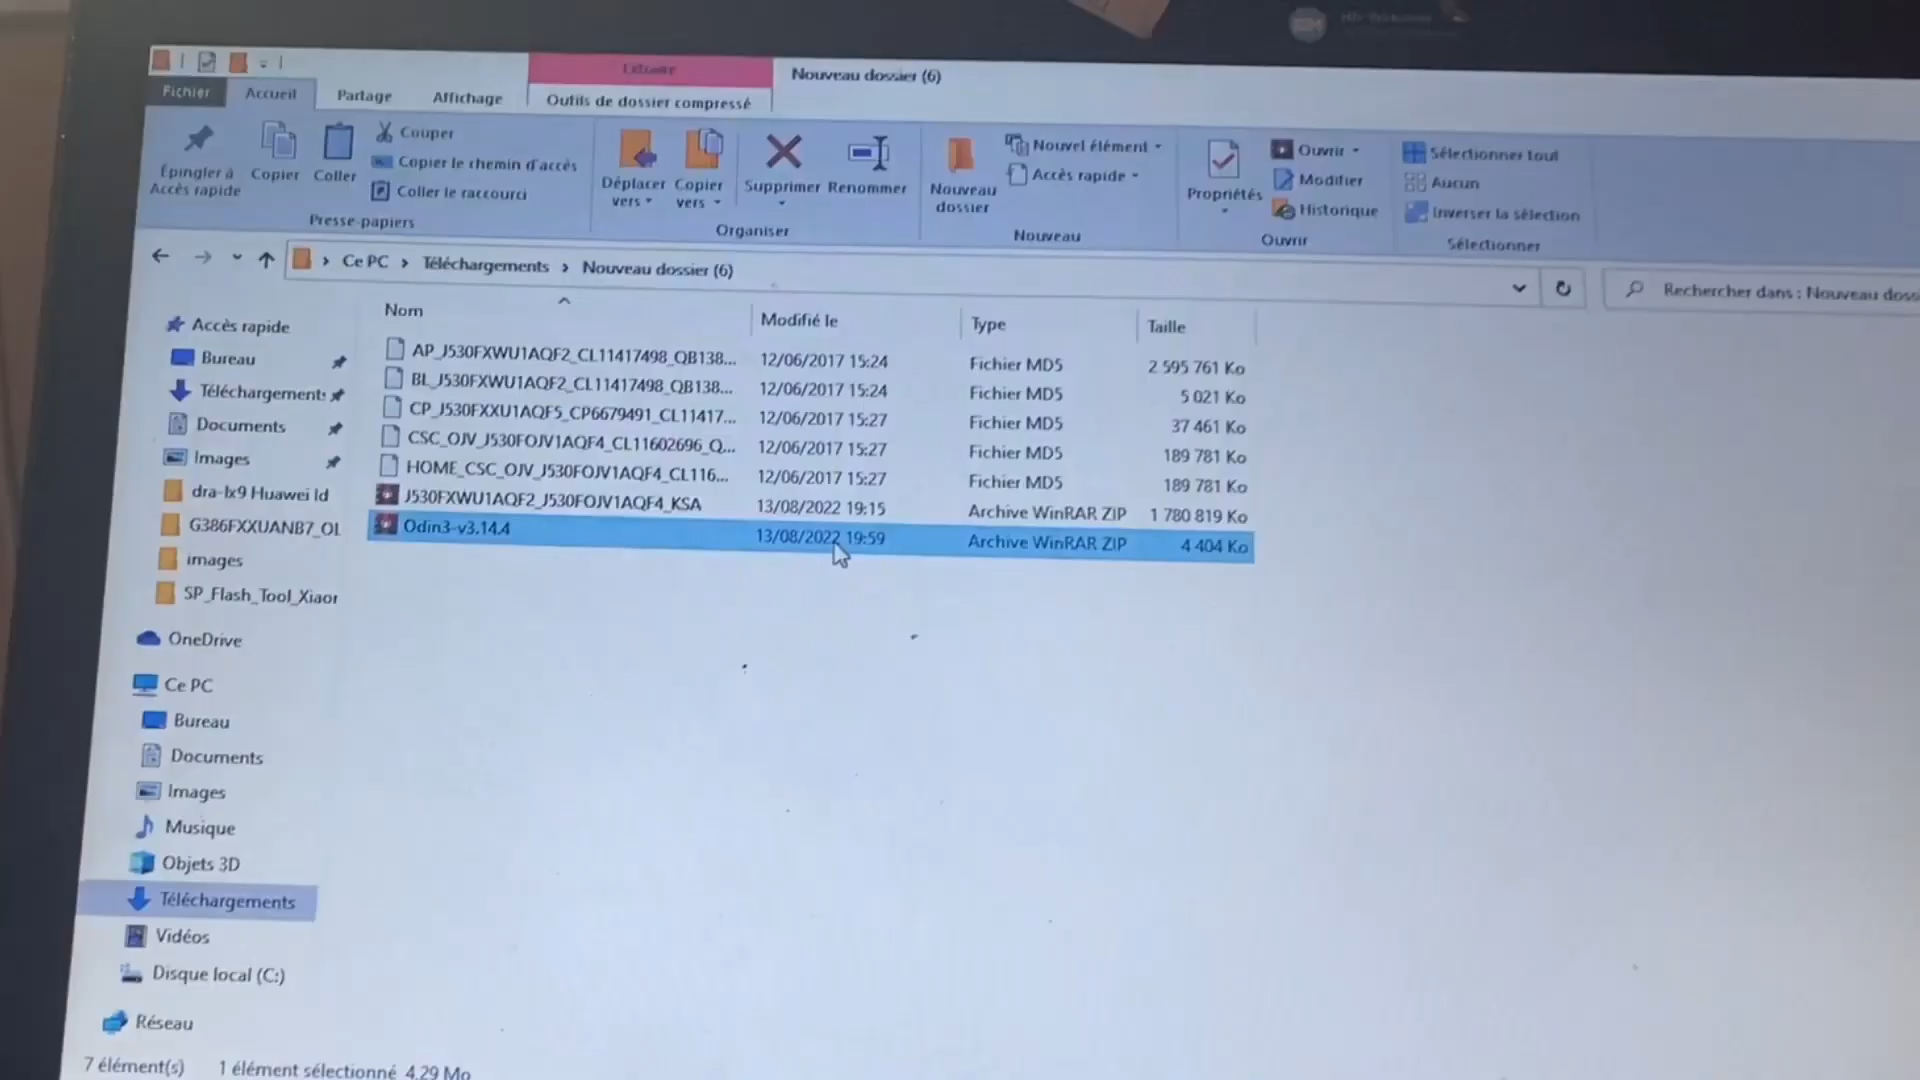 Extraire
Nouveau dossier (6)
Fichier
Accueil
Partage
Affichage
Outils de dossier compressé
Épingler à
Accès rapide
Copier
Coller
Couper
Copier le chemin d'accès
Coller le raccourci
Presse-papiers
Déplacer
vers
Copier
vers
Supprimer
Renommer
Organiser
Nouveau
dossier
Nouvel élément
Accès rapide
Nouveau
Propriétés
Ouvrir
Modifier
Historique
Ouvrir
Sélectionner tout
Aucun
Inverser la sélection
Sélectionner
Ce PC > Téléchargements > Nouveau dossier (6)
Rechercher dans : Nouveau doss
Nom Modifié le Type Taille
AP_J530FXWU1AQF2_CL11417498_QB138... 12/06/2017 15:24 Fichier MD5 2 595 761 Ko
BL_J530FXWU1AQF2_CL11417498_QB138... 12/06/2017 15:24 Fichier MD5 5 021 Ko
CP_J530FXXU1AQF5_CP6679491_CL11417... 12/06/2017 15:27 Fichier MD5 37 461 Ko
CSC_OJV_J530FOJV1AQF4_CL11602696_Q... 12/06/2017 15:27 Fichier MD5 189 781 Ko
HOME_CSC_OJV_J530FOJV1AQF4_CL116... 12/06/2017 15:27 Fichier MD5 189 781 Ko
J530FXWU1AQF2_J530FOJV1AQF4_KSA 13/08/2022 19:15 Archive WinRAR ZIP 1 780 819 Ko
Odin3-v3.14.4 13/08/2022 19:59 Archive WinRAR ZIP 4 404 Ko
Accès rapide
Bureau
Téléchargements
Documents
Images
dra-lx9 Huawei Id
G386FXXUANB7_OL
images
SP_Flash_Tool_Xiaor
OneDrive
Ce PC
Bureau
Documents
Images
Musique
Objets 3D
Téléchargements
Vidéos
Disque local (C:)
Réseau
7 élément(s) 1 élément sélectionné 4,29 Mo